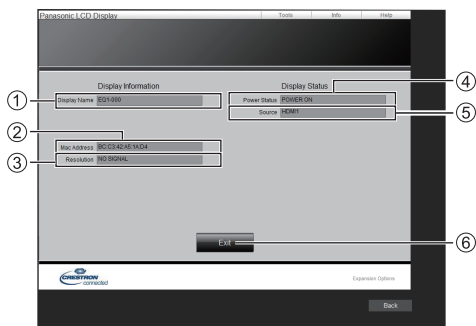 Panasonic LCD Display Tools Info Help
Display Information Display Status ④
① Display Name EQ1-000 Power Status POWER ON
Source HDMI1 ⑤
②
Mac Address BC:C3:42:A5:1A:D4
③ Resolution NO SIGNAL
Exit ⑥
CRESTRON Expansion Options
connected
Back